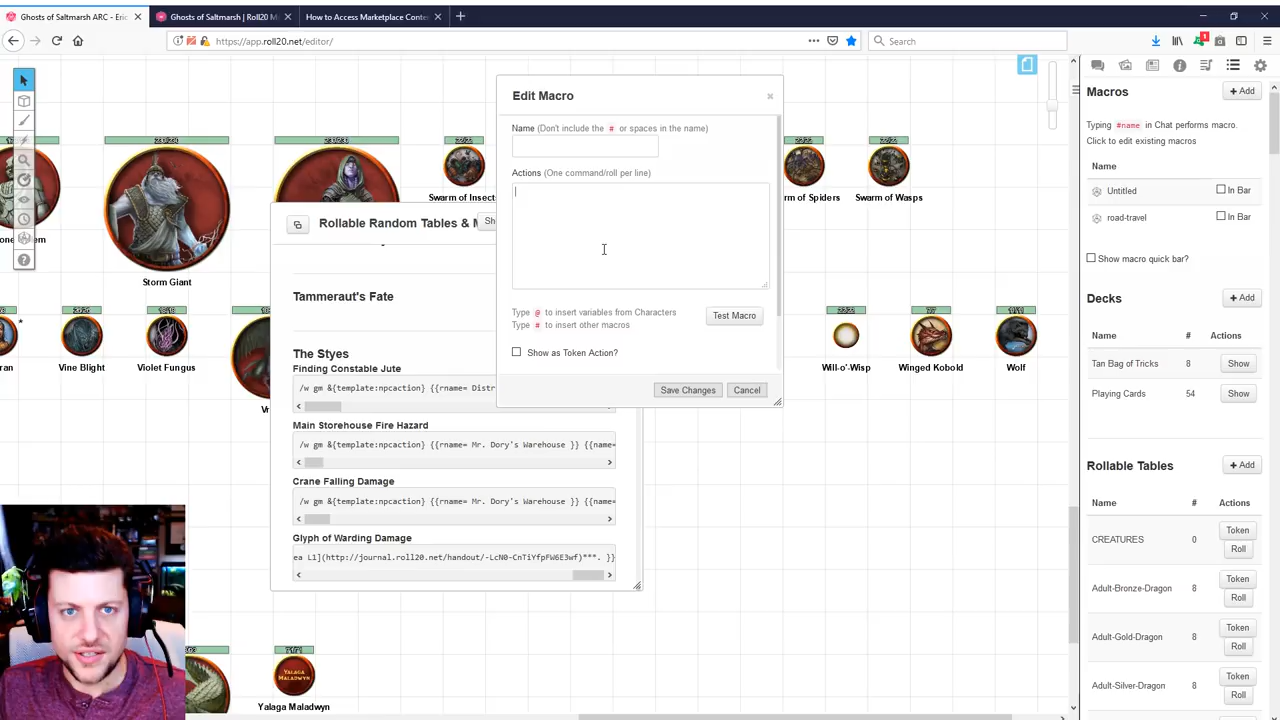 Ghosts of Saltmarsh ARC - Eric
Ghosts of Saltmarsh | Roll20 M
How to Access Marketplace Conte
https://app.roll20.net/editor/
Search
1
Edit Macro
Name (Don't include the # or spaces in the name)
Actions (One command/roll per line)
Type @ to insert variables from Characters
Type # to insert other macros
Test Macro
Show as Token Action?
Save Changes
Cancel
Swarm of Insect
rm of Spiders
Swarm of Wasps
Storm Giant
Rollable Random Tables & M
Sh
Tammeraut's Fate
The Styes
Finding Constable Jute
/w gm &{template:npcaction} {{rname= Distr
Main Storehouse Fire Hazard
/w gm &{template:npcaction} {{rname= Mr. Dory's Warehouse }} {{name=
Crane Falling Damage
/w gm &{template:npcaction} {{rname= Mr. Dory's Warehouse }} {{name=
Glyph of Warding Damage
ea L1](http://journal.roll20.net/handout/-LcN0-CnTiYfpFW6E3wf)***. }}
ran
Vine Blight
Violet Fungus
Vr
22/22
11/11
Will-o'-Wisp
Winged Kobold
Wolf
YALAGA
MALADWYN
Yalaga Maladwyn
Macros
+ Add
Typing #name in Chat performs macro.
Click to edit existing macros
Name
Untitled
In Bar
road-travel
In Bar
Show macro quick bar?
Decks
+ Add
Name # Actions
Tan Bag of Tricks 8 Show
Playing Cards 54 Show
Rollable Tables
+ Add
Name # Actions
CREATURES 0 Token Roll
Adult-Bronze-Dragon 8 Token Roll
Adult-Gold-Dragon 8 Token Roll
Adult-Silver-Dragon 8 Token Roll